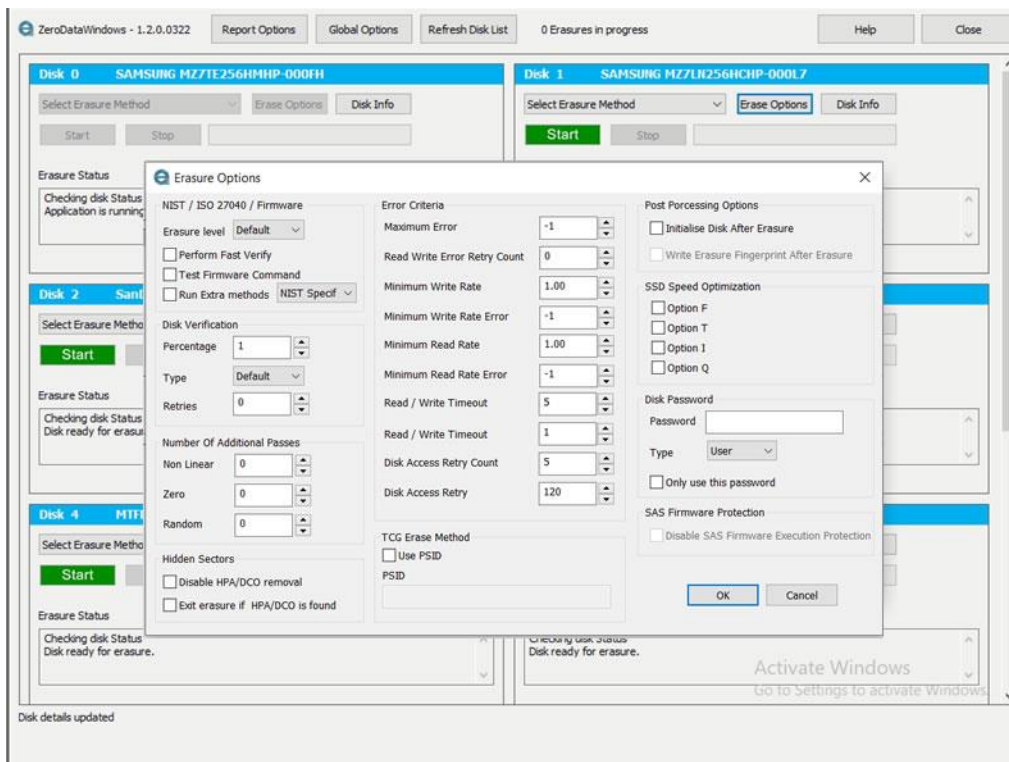 ZeroDataWindows - 1.2.0.0322 Report Options Global Options Refresh Disk List 0 Erasures in progress Help Close
Disk 0 SAMSUNG MZ7TE256HMHP-000FH
Select Erasure Method Erase Options Disk Info
Start Stop
Erasure Status
Checking disk Status
Application is running
Disk 1 SAMSUNG MZ7LN256HCHP-000L7
Select Erasure Method Erase Options Disk Info
Start Stop
Disk 2
Select Erasure Metho
Start
Erasure Status
Checking disk Status
Disk ready for erasu
Disk 4
Select Erasure Metho
Start
Erasure Status
Checking disk Status
Disk ready for erasure.
Erasure Options
NIST / ISO 27040 / Firmware
Erasure level Default
Perform Fast Verify
Test Firmware Command
Run Extra methods NIST Specif
Disk Verification
Percentage 1
Type Default
Retries 0
Number Of Additional Passes
Non Linear 0
Zero 0
Random 0
Hidden Sectors
Disable HPA/DCO removal
Exit erasure if HPA/DCO is found
Error Criteria
Maximum Error -1
Read Write Error Retry Count 0
Minimum Write Rate 1.00
Minimum Write Rate Error -1
Minimum Read Rate 1.00
Minimum Read Rate Error -1
Read / Write Timeout 5
Read / Write Timeout 1
Disk Access Retry Count 5
Disk Access Retry 120
TCG Erase Method
Use PSID
PSID
Post Porcessing Options
Initialise Disk After Erasure
Write Erasure Fingerprint After Erasure
SSD Speed Optimization
Option F
Option T
Option I
Option Q
Disk Password
Password
Type User
Only use this password
SAS Firmware Protection
Disable SAS Firmware Execution Protection
OK Cancel
Checking disk Status
Disk ready for erasure.
Activate Windows
Go to Settings to activate Windows.
Disk details updated